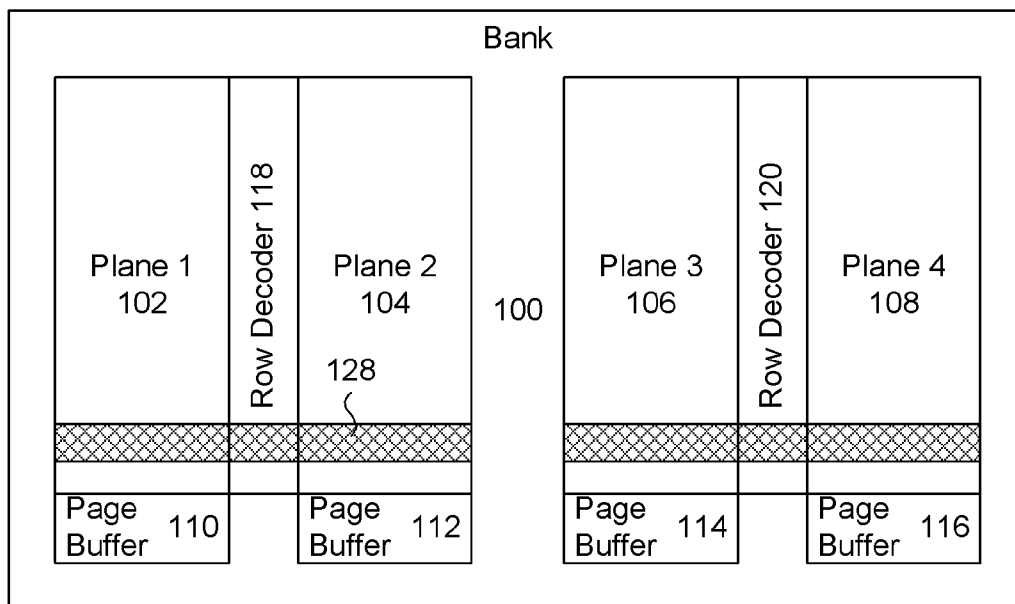 Bank
Plane 1
102
Row Decoder 118
Plane 2
104
100
Plane 3
106
Row Decoder 120
Plane 4
108
128
Page
Buffer 110
Page
Buffer 112
Page
Buffer 114
Page
Buffer 116